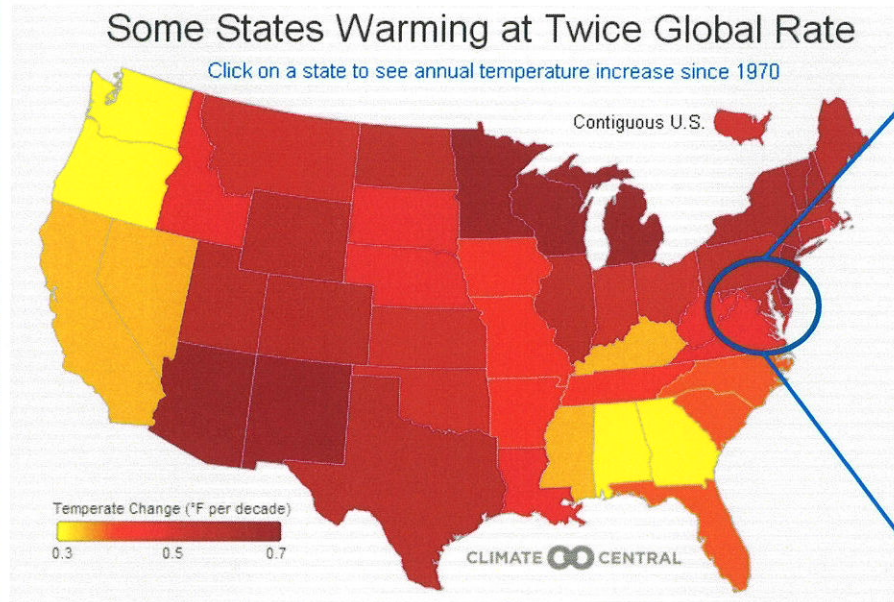 Some States Warming at Twice Global Rate
Click on a state to see annual temperature increase since 1970
Contiguous U.S.
Temperate Change (°F per decade)
0.3 0.5 0.7
CLIMATE CENTRAL